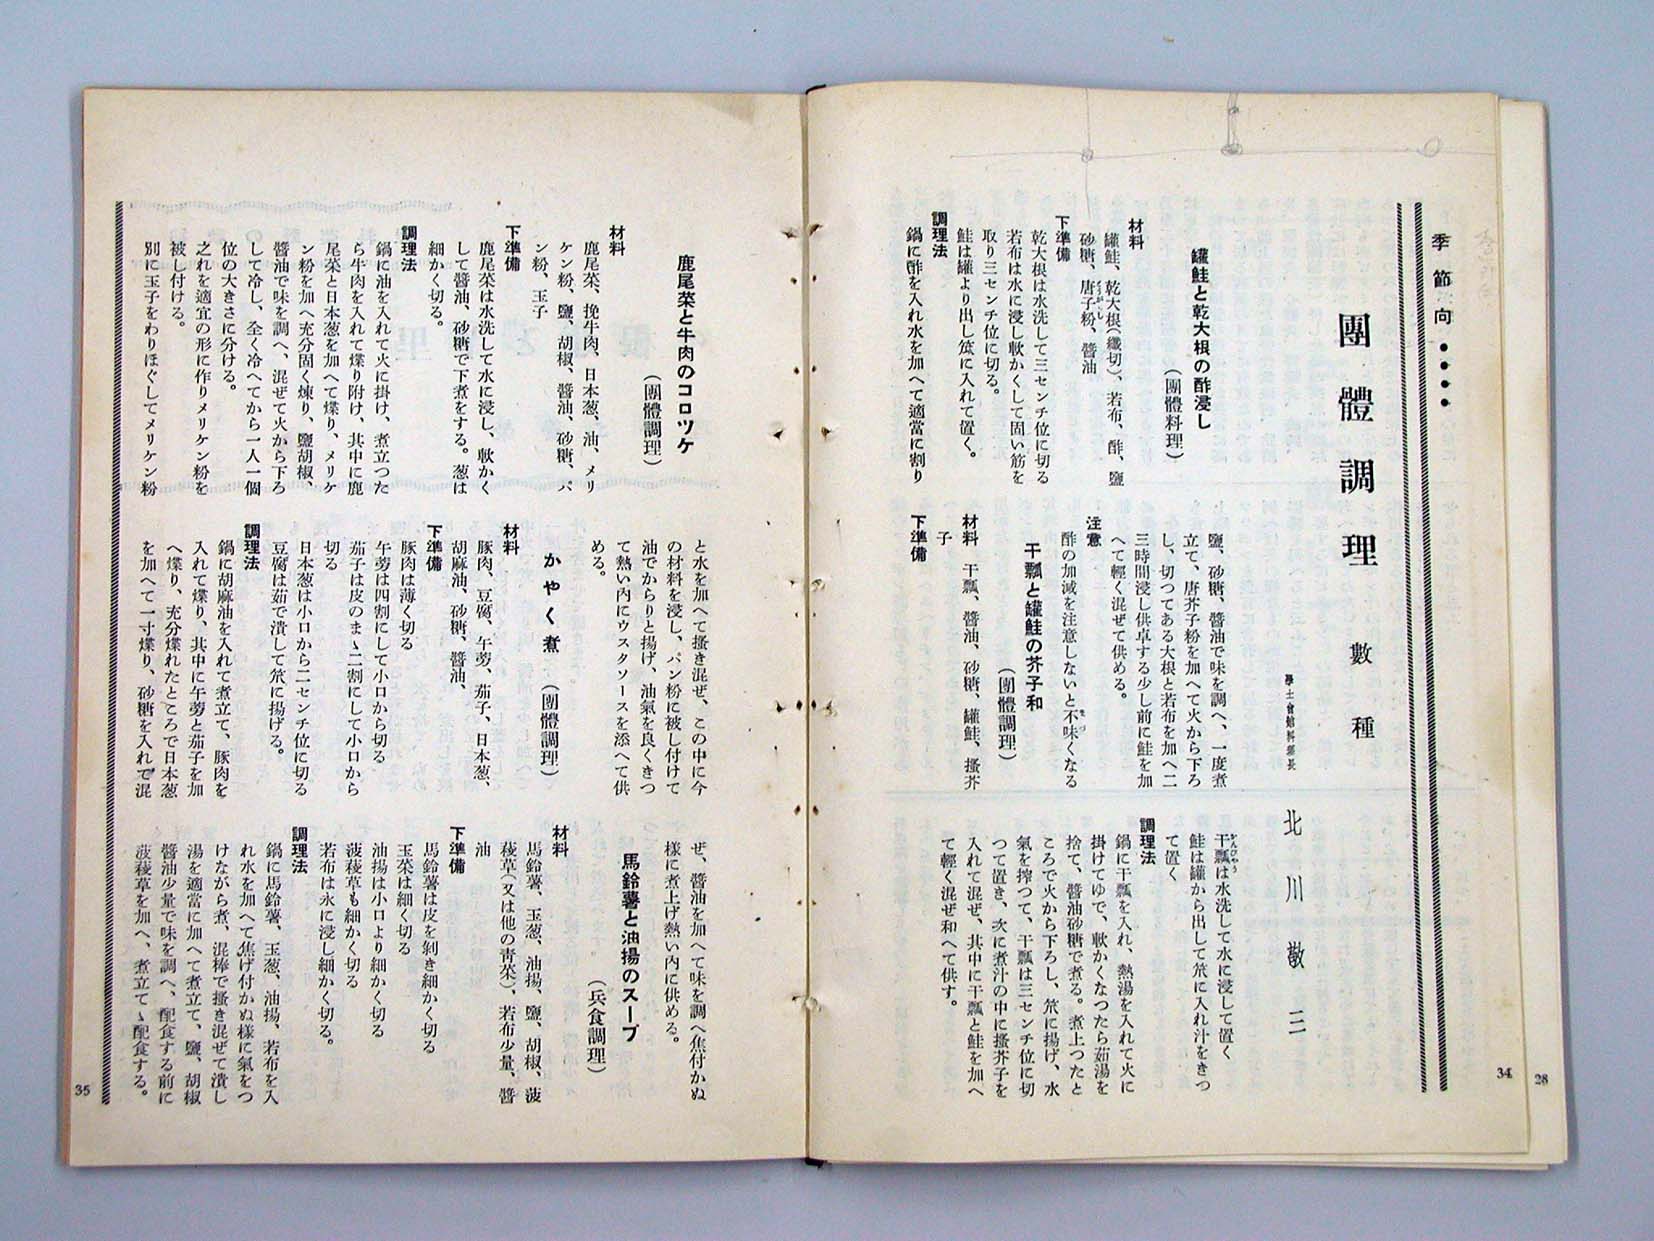 季節向・・・・
團體調理數種
學士會館料理長
北川敬三
罐鮭と乾大根の酢浸し
(團體料理)
材料
罐鮭、乾大根(纖切)、若布、酢、鹽
砂糖、唐子粉、醬油
下準備
乾大根は水洗して三センチ位に切る
若布は水に浸し軟かくして固い筋を
取り三センチ位に切る。
鮭は罐より出し笊に入れて置く。
調理法
鍋に酢を入れ水を加へて適當に割り
鹽、砂糖、醬油で味を調へ、一度煮
立て、唐芥子粉を加へて火から下ろ
し、切つてある大根と若布を加へ二
三時間浸し供卓する少し前に鮭を加
へて輕く混ぜて供める。
注意
酢の加減を注意しないと不味くなる
干瓢と罐鮭の芥子和
(團體調理)
材料 干瓢、醬油、砂糖、罐鮭、搔芥
子
下準備
干瓢は水洗して水に浸して置く
鮭は罐から出して笊に入れ汁をきつ
て置く
調理法
鍋に干瓢を入れ、熱湯を入れて火に
掛けてゆで、軟かくなつたら茹湯を
捨て、醬油砂糖で煮る。煮上つたと
ころで火から下ろし、笊に揚げ、水
氣を搾つて、干瓢は三センチ位に切
つて置き、次に煮汁の中に搔芥子を
入れて混ぜ、其中に干瓢と鮭を加へ
て輕く混ぜ和へて供す。
34
28
鹿尾菜と牛肉のコロツケ
(團體調理)
材料
鹿尾菜、挽牛肉、日本葱、油、メリ
ケン粉、鹽、胡椒、醬油、砂糖、パ
ン粉、玉子
下準備
鹿尾菜は水洗して水に浸し、軟かく
して醬油、砂糖で下煮をする。葱は
細かく切る。
調理法
鍋に油を入れて火に掛け、煮立つた
ら牛肉を入れて煠り附け、其中に鹿
尾菜と日本葱を加へて煠り、メリケ
ン粉を加へ充分固く煉り、鹽胡椒、
醬油で味を調へ、混ぜて火から下ろ
して冷し、全く冷へてから一人一個
位の大きさに分ける。
之れを適宜の形に作りメリケン粉を
被し付ける。
別に玉子をわりほぐしてメリケン粉
と水を加へて搔き混ぜ、この中に今
の材料を浸し、パン粉に被し付けて
油でからりと揚げ、油氣を良くきつ
て熱い內にウスタソースを添へて供
める。
かやく煮 (團體調理)
材料
豚肉、豆腐、午蒡、茄子、日本葱、
胡麻油、砂糖、醬油、
下準備
豚肉は薄く切る
午蒡は四割にして小口から切る
茄子は皮のまゝ二割にして小口から
切る
日本葱は小口から二センチ位に切る
豆腐は茹で潰して笊に揚げる。
調理法
鍋に胡麻油を入れて煮立て、豚肉を
入れて煠り、其中に午蒡と茄子を加
へ煠り、充分煠れたところで日本葱
を加へて一寸煠り、砂糖を入れて混
ぜ、醬油を加へて味を調へ焦付かぬ
樣に煮上げ熱い內に供める。
馬鈴薯と油揚のスープ
(兵食調理)
材料
馬鈴薯、玉葱、油揚、鹽、胡椒、菠
薐草(又は他の靑菜)、若布少量、醬
油
下準備
馬鈴薯は皮を剝き細かく切る
玉菜は細く切る
油揚は小口より細かく切る
菠薐草も細かく切る
若布は水に浸し細かく切る。
調理法
鍋に馬鈴薯、玉葱、油揚、若布を入
れ水を加へて焦げ付かぬ樣に氣をつ
けながら煮、混棒で搔き混ぜて潰し
湯を適當に加へて煮立て、鹽、胡椒
醬油少量で味を調へ、配食する前に
菠薐草を加へ、煮立てゝ配食する。
35